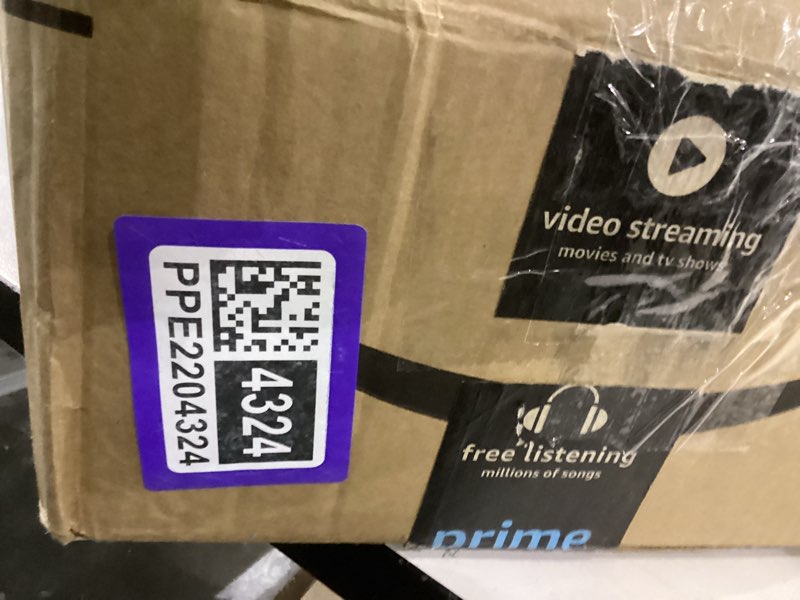 PPE2204324
4324
video streaming
movies and tv shows
free listening
millions of songs
prime